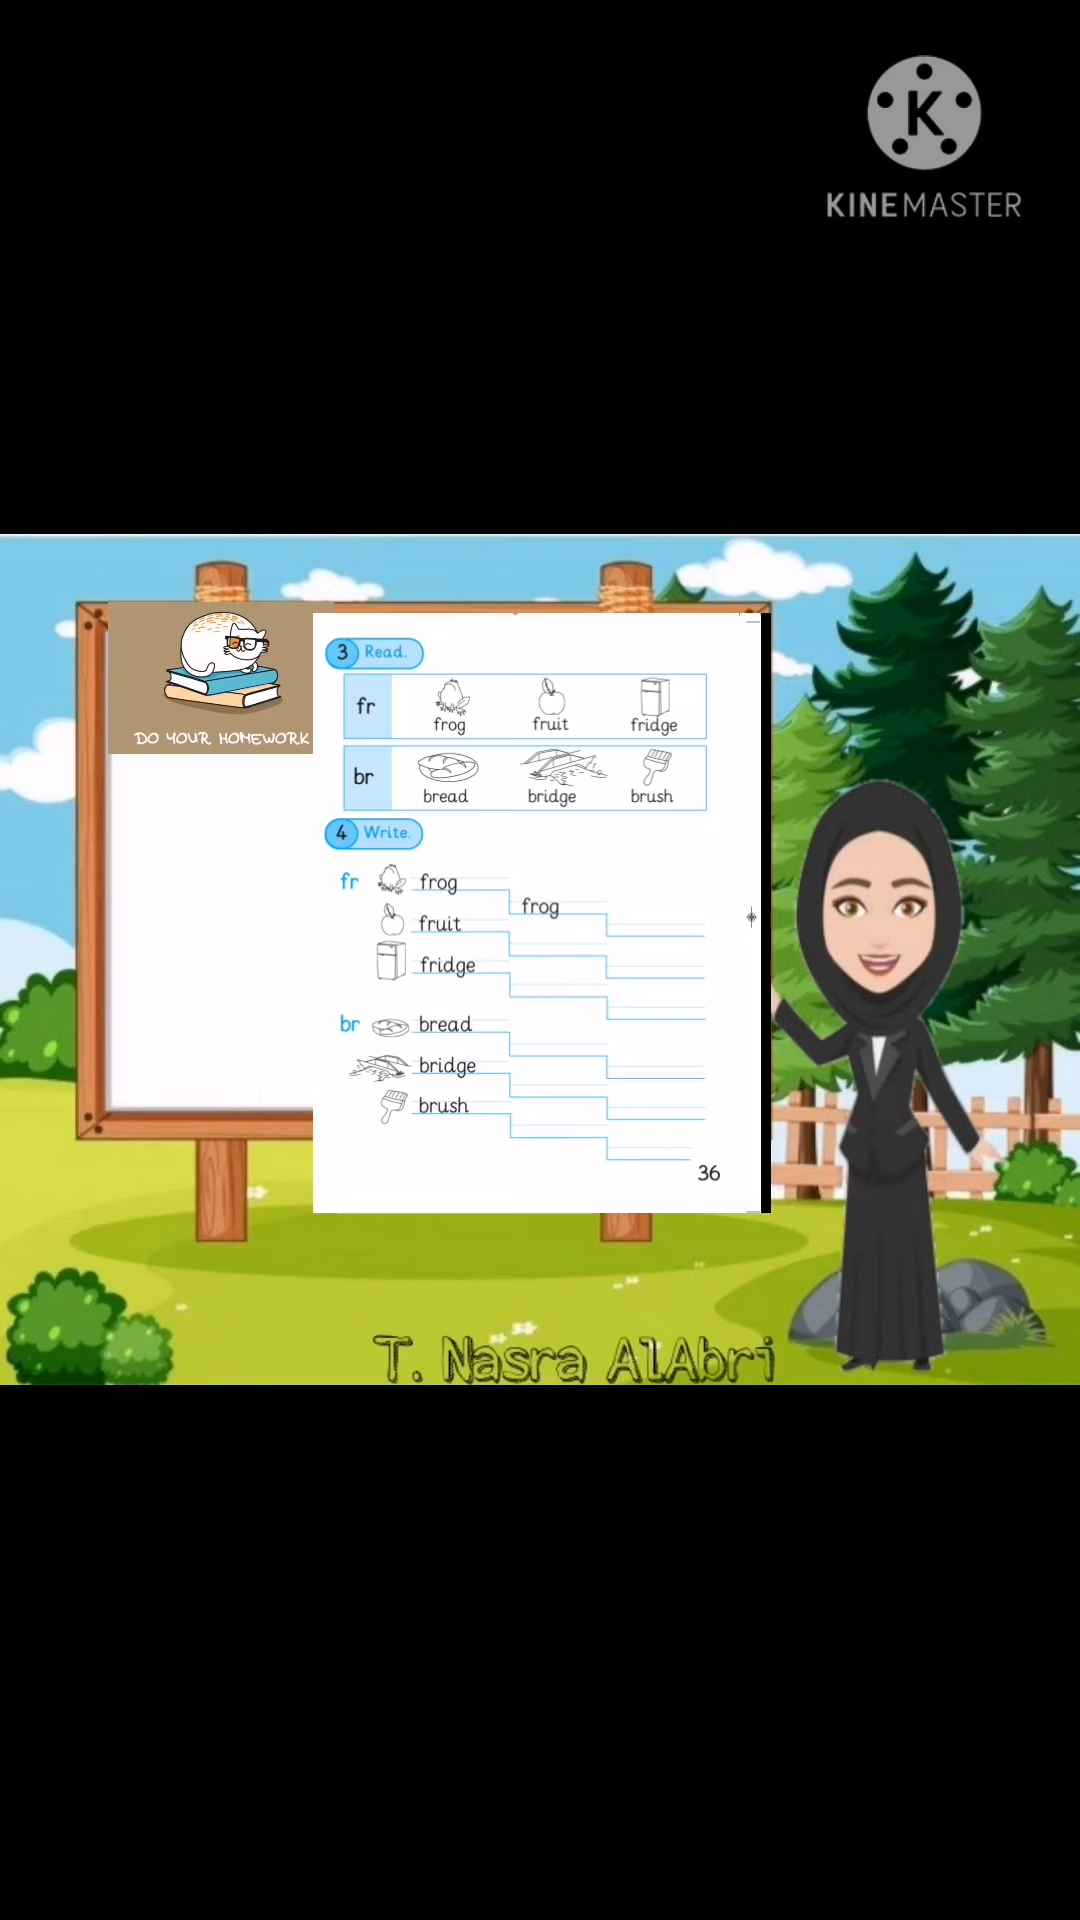 K
KINEMASTER
DO YOUR HOMEWORK
3 Read.
fr
frog fruit fridge
br
bread bridge brush
4 Write.
fr frog
frog
fruit
fridge
br bread
bridge
brush
36
T. Nasra AlAbri